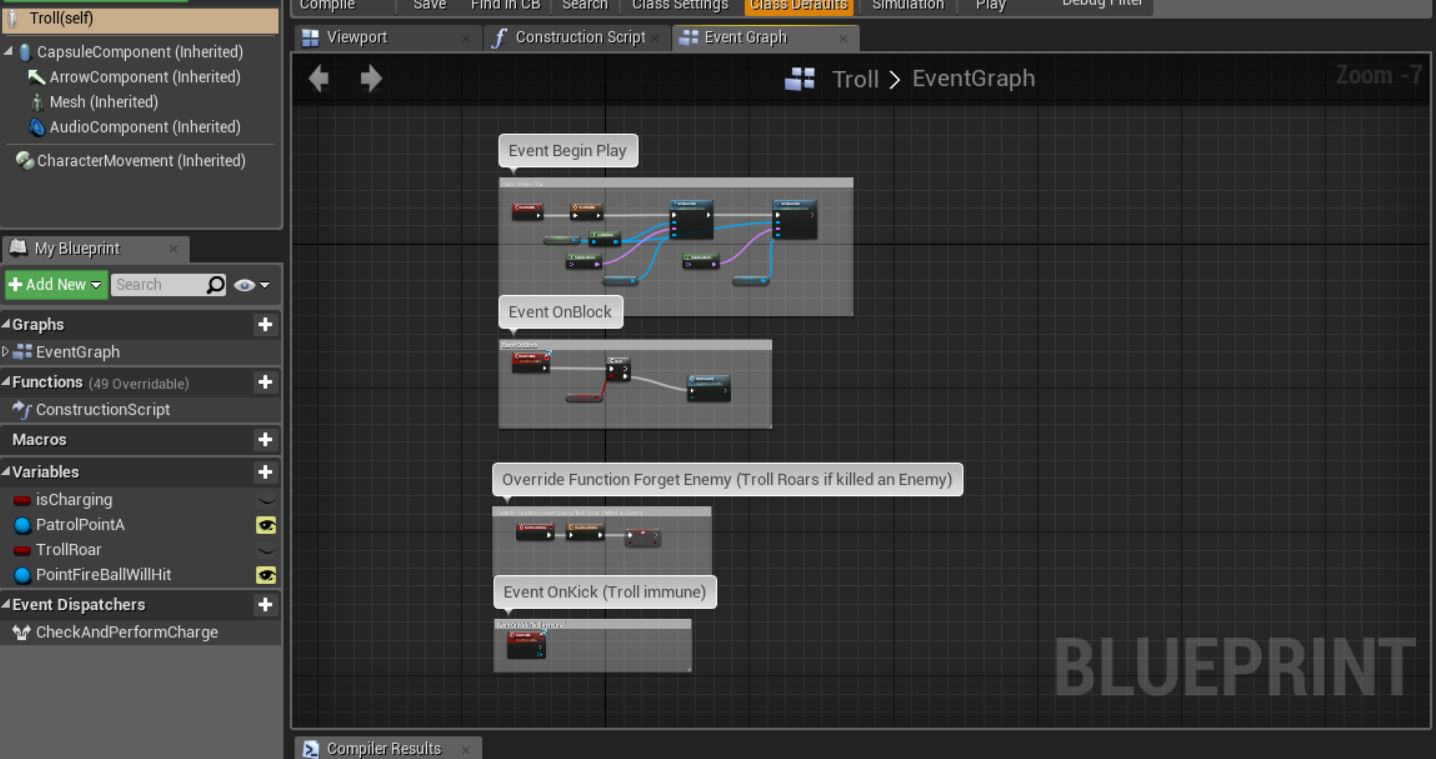 Compile
Save
Find in CB
Search
Class Settings
Class Defaults
Simulation
Play
Debug Filter
Troll(self)
CapsuleComponent (Inherited)
ArrowComponent (Inherited)
Mesh (Inherited)
AudioComponent (Inherited)
CharacterMovement (Inherited)
My Blueprint
Add New
Search
Graphs
EventGraph
Functions (49 Overridable)
ConstructionScript
Macros
Variables
isCharging
PatrolPointA
TrollRoar
PointFireBallWillHit
Event Dispatchers
CheckAndPerformCharge
Viewport
Construction Script
Event Graph
Troll > EventGraph
Zoom -7
Event Begin Play
Event OnBlock
Event OnBlock
Override Function Forget Enemy (Troll Roars if killed an Enemy)
Event OnKick (Troll immune)
BLUEPRINT
Compiler Results